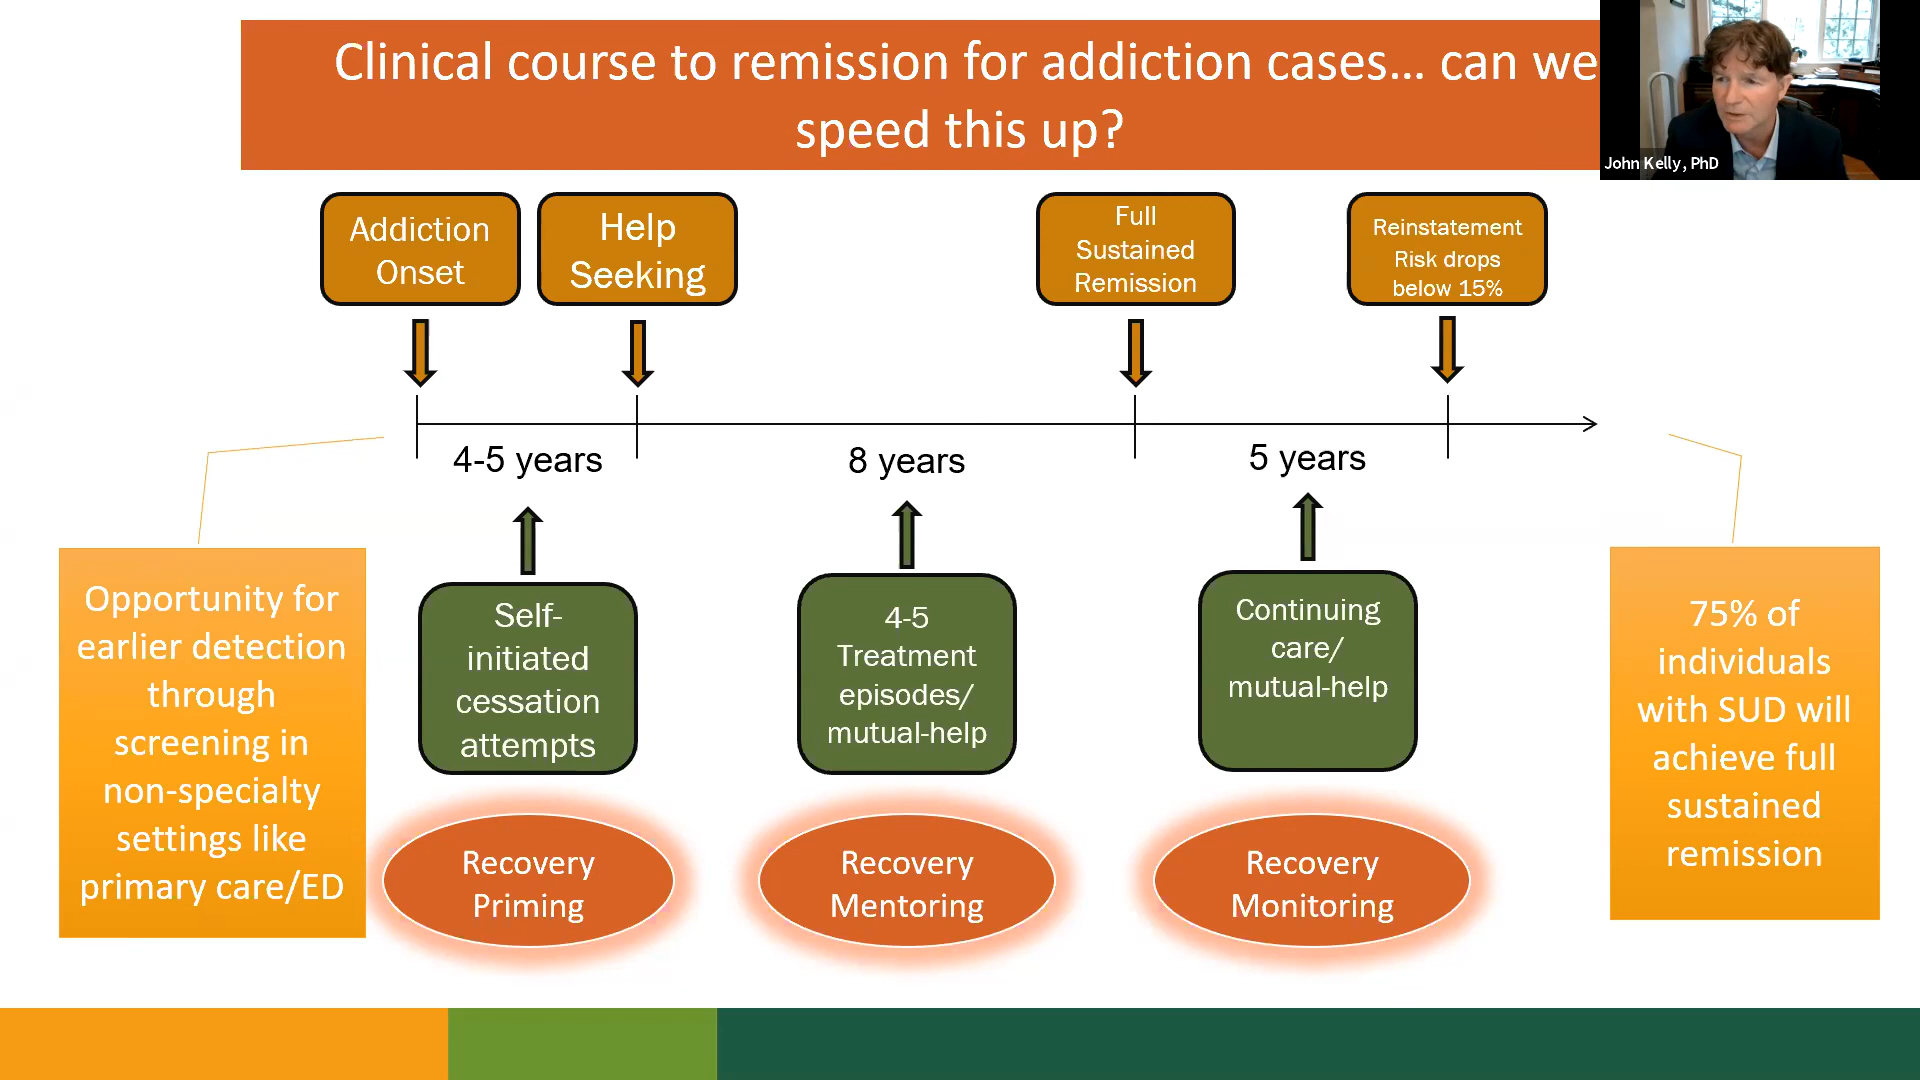 Clinical course to remission for addiction cases... can we
speed this up?
John Kelly, PhD
Addiction
Onset
Help
Seeking
Full
Sustained
Remission
Reinstatement
Risk drops
below 15%
4-5 years
8 years
5 years
Opportunity for
earlier detection
through
screening in
non-specialty
settings like
primary care/ED
Self-
initiated
cessation
attempts
4-5
Treatment
episodes/
mutual-help
Continuing
care/
mutual-help
75% of
individuals
with SUD will
achieve full
sustained
remission
Recovery
Priming
Recovery
Mentoring
Recovery
Monitoring